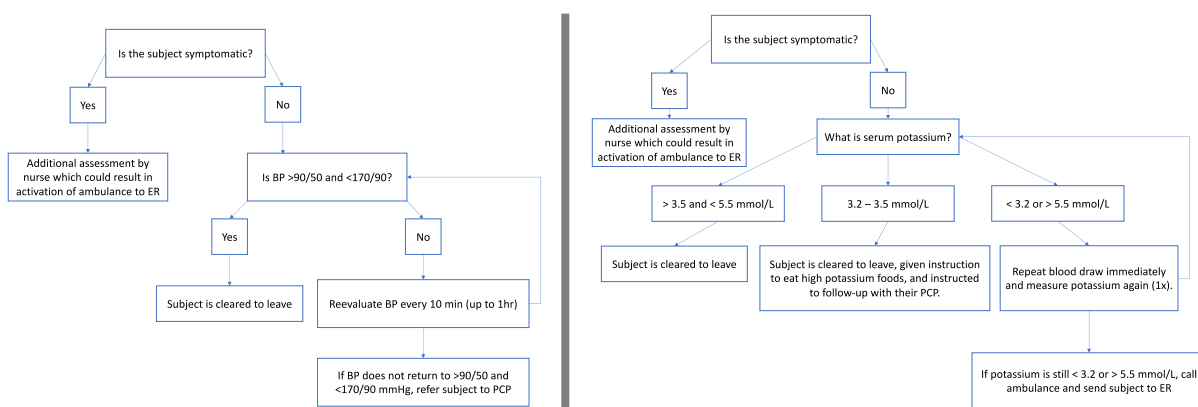 Is the subject symptomatic?
Yes
No
Additional assessment by
nurse which could result in
activation of ambulance to ER
Is BP >90/50 and <170/90?
Yes
No
Subject is cleared to leave
Reevaluate BP every 10 min (up to 1hr)
If BP does not return to >90/50 and
<170/90 mmHg, refer subject to PCP
Is the subject symptomatic?
Yes
No
Additional assessment by
nurse which could result in
activation of ambulance to ER
What is serum potassium?
> 3.5 and < 5.5 mmol/L
3.2 – 3.5 mmol/L
< 3.2 or > 5.5 mmol/L
Subject is cleared to leave
Subject is cleared to leave, given instruction
to eat high potassium foods, and instructed
to follow-up with their PCP.
Repeat blood draw immediately
and measure potassium again (1x).
If potassium is still < 3.2 or > 5.5 mmol/L, call
ambulance and send subject to ER